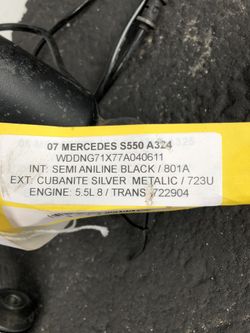 07 MERCEDES S550 A324
WDDNG71X77A040611
INT: SEMI ANILINE BLACK / 801A
EXT: CUBANITE SILVER METALIC / 723U
ENGINE: 5.5L 8 / TRANS :722904